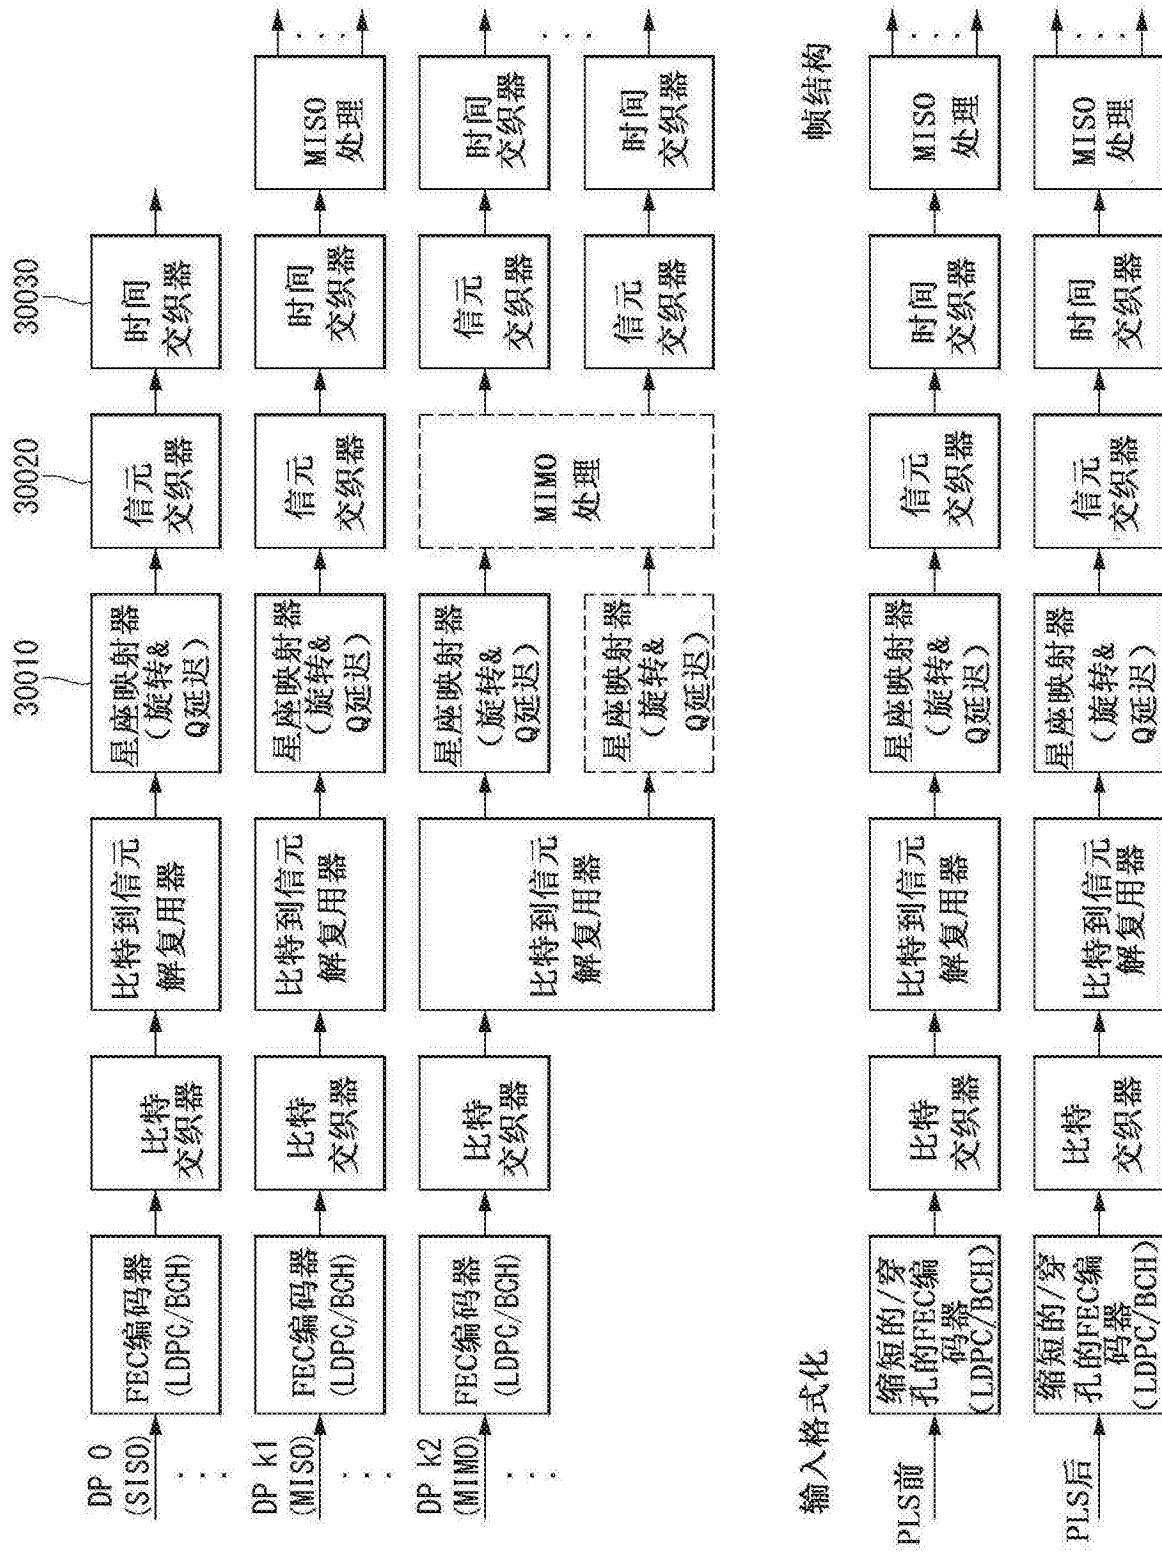 30010
30020
30030
DP 0
(SISO)
FEC编码器
(LDPC/BCH)
比特
交织器
比特到信元
解复用器
星座映射器
(旋转&
Q延迟)
信元
交织器
时间
交织器
DP k1
(MISO)
FEC编码器
(LDPC/BCH)
比特
交织器
比特到信元
解复用器
星座映射器
(旋转&
Q延迟)
信元
交织器
时间
交织器
MISO
处理
DP k2
(MIMO)
FEC编码器
(LDPC/BCH)
比特
交织器
比特到信元
解复用器
星座映射器
(旋转&
Q延迟)
星座映射器
(旋转&
Q延迟)
MIMO
处理
信元
交织器
时间
交织器
信元
交织器
时间
交织器
输入格式化
帧结构
PLS前
缩短的/穿
孔的FEC编
码器
(LDPC/BCH)
比特
交织器
比特到信元
解复用器
星座映射器
(旋转&
Q延迟)
信元
交织器
时间
交织器
MISO
处理
PLS后
缩短的/穿
孔的FEC编
码器
(LDPC/BCH)
比特
交织器
比特到信元
解复用器
星座映射器
(旋转&
Q延迟)
信元
交织器
时间
交织器
MISO
处理